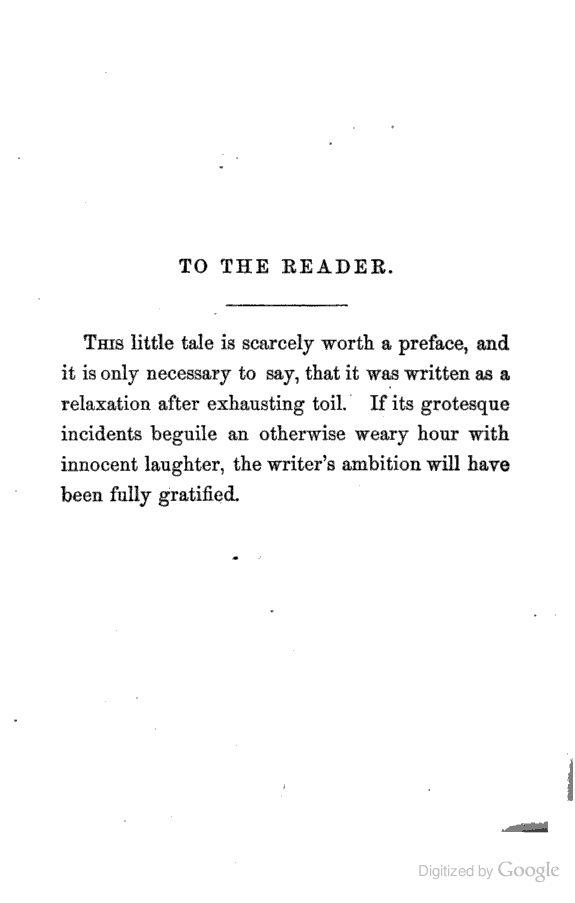 TO THE READER.
THIS little tale is scarcely worth a preface, and
it is only necessary to say, that it was written as a
relaxation after exhausting toil. If its grotesque
incidents beguile an otherwise weary hour with
innocent laughter, the writer's ambition will have
been fully gratified.
Digitized by Google